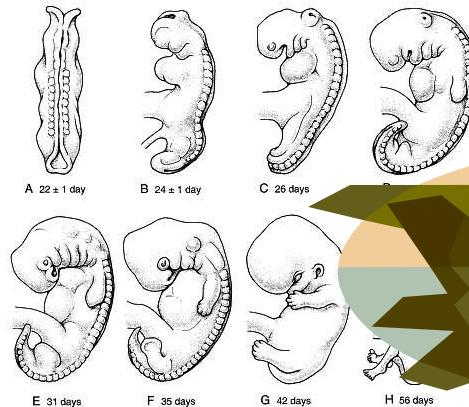 A 22 ± 1 day
B 24 ± 1 day
C 26 days
E 31 days
F 35 days
G 42 days
H 56 days